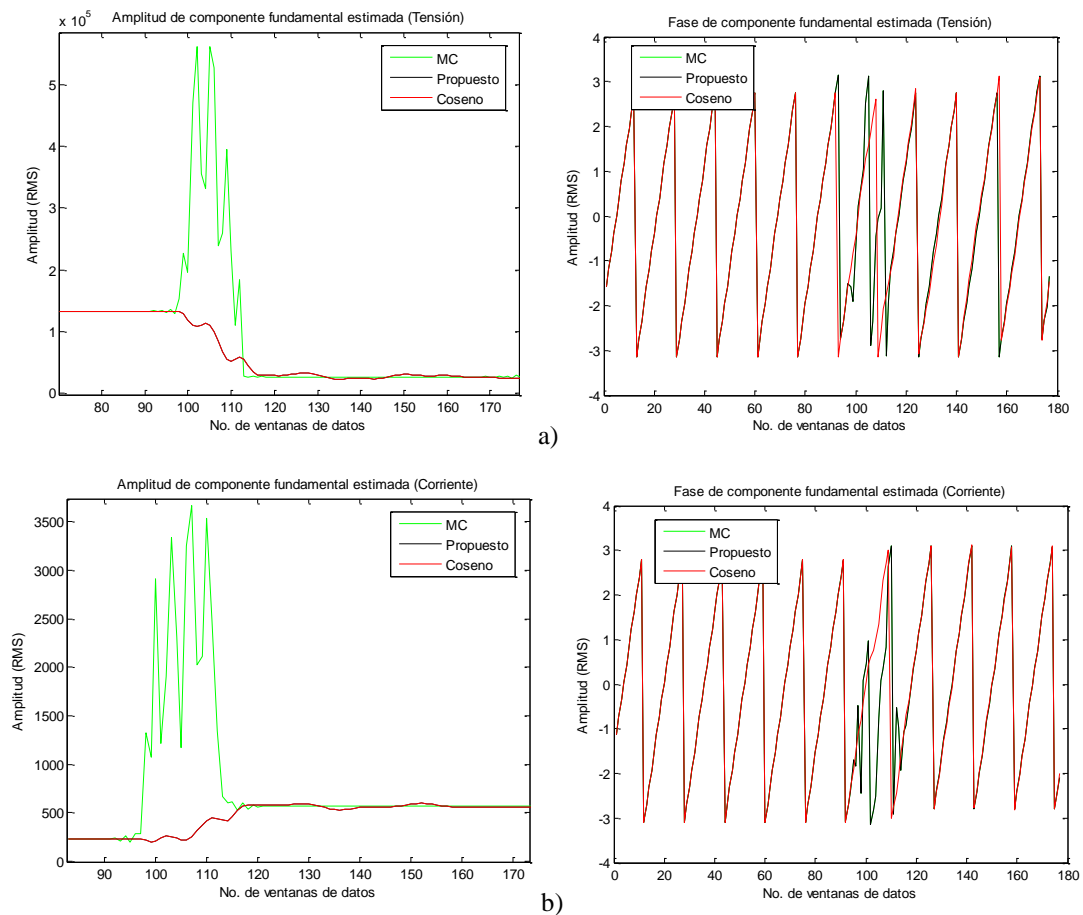 Amplitud de componente fundamental estimada (Tensión)
x 10^5
Amplitud (RMS)
5
4
3
2
1
0
80 90 100 110 120 130 140 150 160 170
No. de ventanas de datos
MC
Propuesto
Coseno
Fase de componente fundamental estimada (Tensión)
Amplitud (RMS)
4
3
2
1
0
-1
-2
-3
-4
0 20 40 60 80 100 120 140 160 180
No. de ventanas de datos
MC
Propuesto
Coseno
a)
Amplitud de componente fundamental estimada (Corriente)
Amplitud (RMS)
3500
3000
2500
2000
1500
1000
500
0
90 100 110 120 130 140 150 160 170
No. de ventanas de datos
MC
Propuesto
Coseno
Fase de componente fundamental estimada (Corriente)
Amplitud (RMS)
4
3
2
1
0
-1
-2
-3
-4
0 20 40 60 80 100 120 140 160 180
No. de ventanas de datos
MC
Propuesto
Coseno
b)